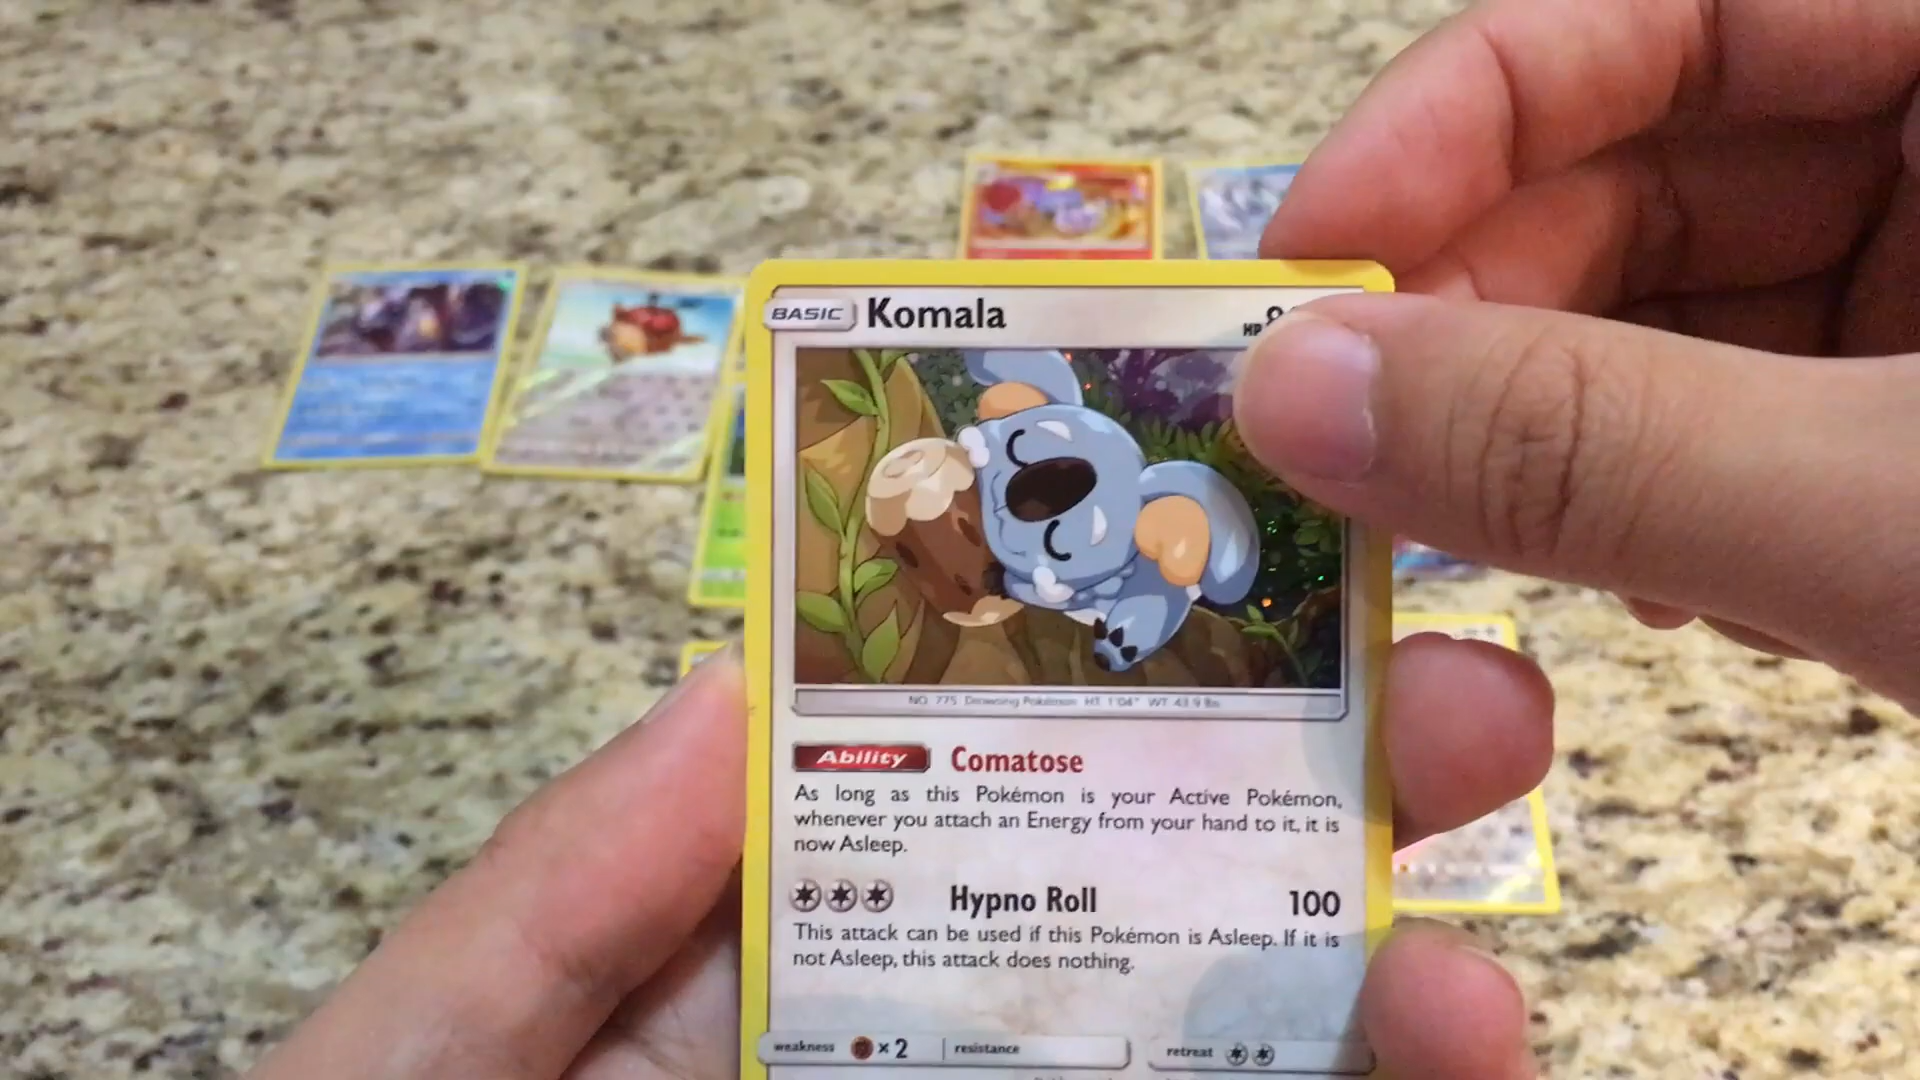 BASIC Komala HP
NO. 775 Drowsing Pokémon HT 1'04" WT 43.9 lbs
Ability Comatose
As long as this Pokémon is your Active Pokémon,
whenever you attach an Energy from your hand to it, it is
now Asleep.
Hypno Roll 100
This attack can be used if this Pokémon is Asleep. If it is
not Asleep, this attack does nothing.
weakness ×2 resistance retreat